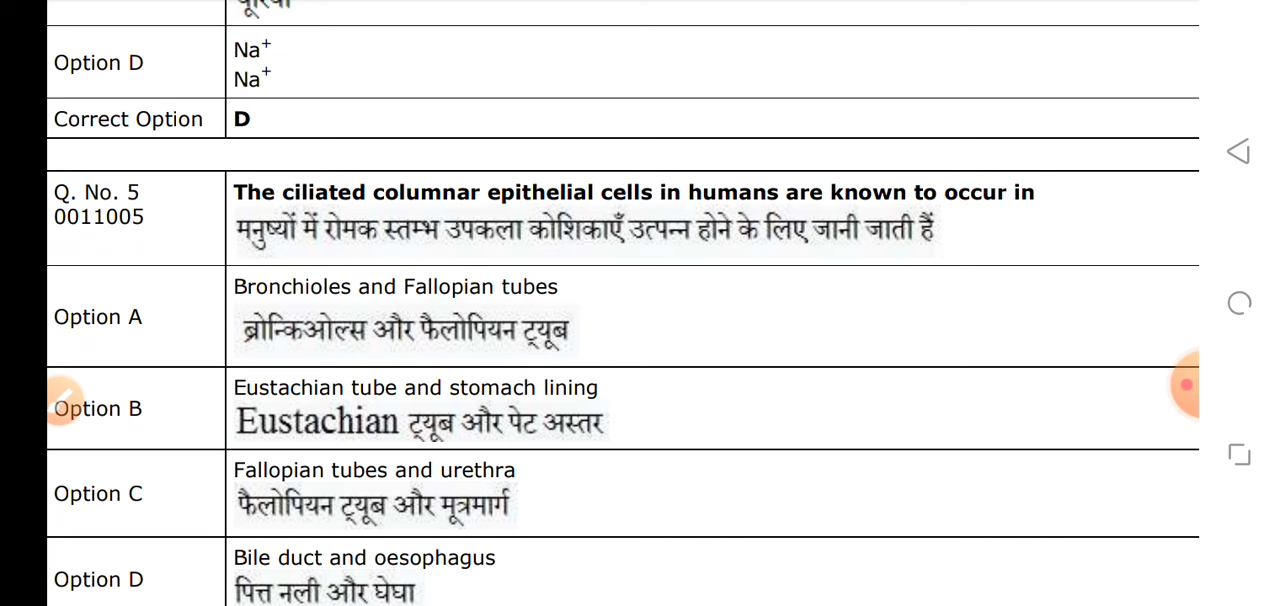 Option D
Na⁺
Na⁺
Correct Option D
Q. No. 5
0011005
The ciliated columnar epithelial cells in humans are known to occur in
मनुष्यों में रोमक स्तम्भ उपकला कोशिकाएँ उत्पन्न होने के लिए जानी जाती हैं
Option A
Bronchioles and Fallopian tubes
ब्रोन्किओल्स और फैलोपियन ट्यूब
Option B
Eustachian tube and stomach lining
Eustachian ट्यूब और पेट अस्तर
Option C
Fallopian tubes and urethra
फैलोपियन ट्यूब और मूत्रमार्ग
Option D
Bile duct and oesophagus
पित्त नली और घेघा